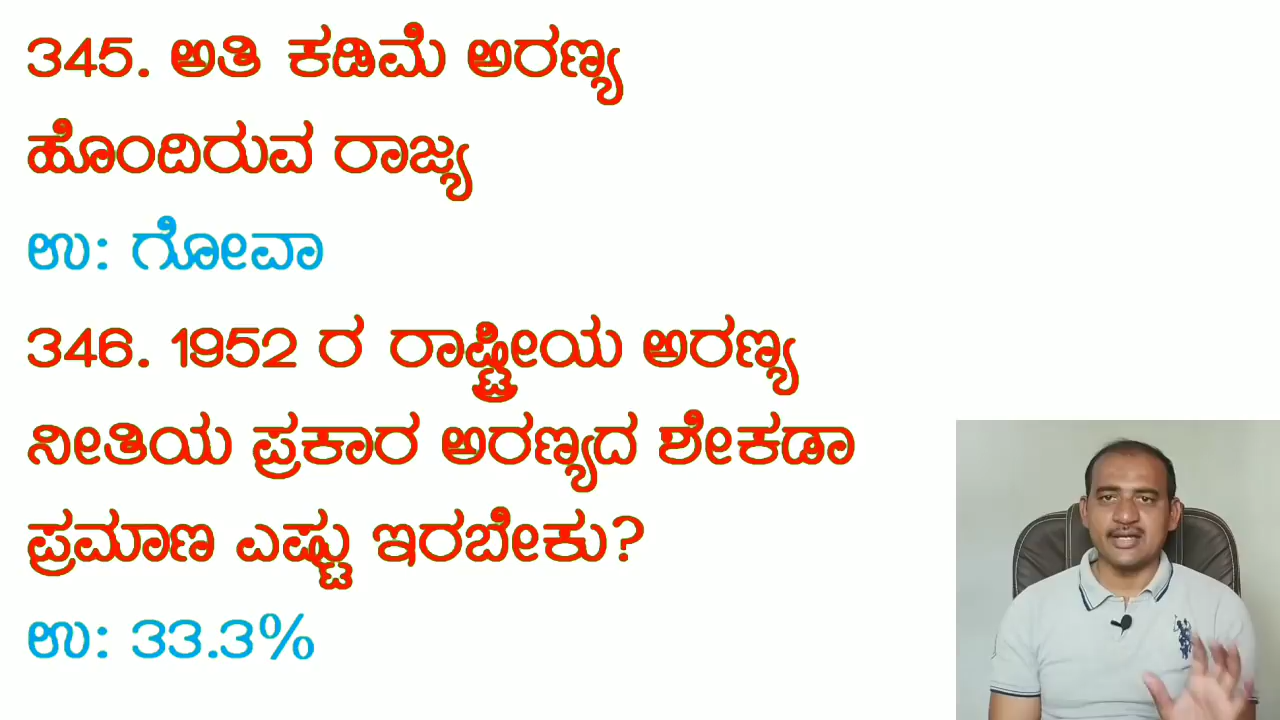 345. ಅತಿ ಕಡಿಮೆ ಅರಣ್ಯ
ಹೊಂದಿರುವ ರಾಜ್ಯ
ಉ: ಗೋವಾ
346. 1952 ರ ರಾಷ್ಟ್ರೀಯ ಅರಣ್ಯ
ನೀತಿಯ ಪ್ರಕಾರ ಅರಣ್ಯದ ಶೇಕಡಾ
ಪ್ರಮಾಣ ಎಷ್ಟು ಇರಬೇಕು?
ಉ: 33.3%